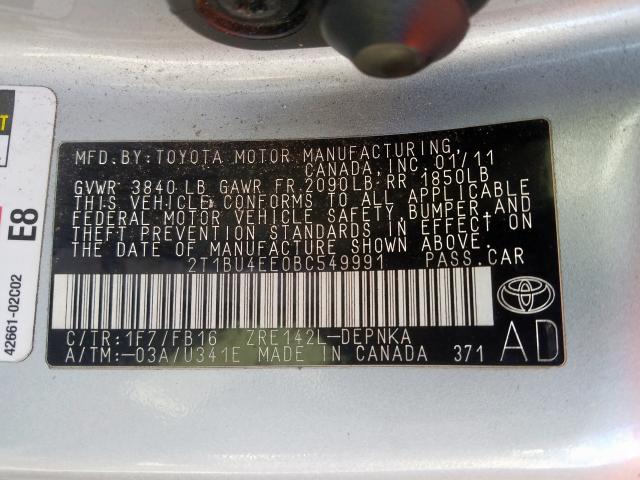 MFD. BY: TOYOTA MOTOR MANUFACTURING,
CANADA, INC. 01/11
GVWR 3840 LB GAWR FR 2090LB RR 1850LB
THIS VEHICLE CONFORMS TO ALL APPLICABLE
FEDERAL MOTOR VEHICLE SAFETY, BUMPER, AND
THEFT PREVENTION STANDARDS IN EFFECT ON
THE DATE OF MANUFACTURE SHOWN ABOVE.
2T1BU4EE0BC549991 PASS. CAR
C/TR: 1F7/FB16 ZRE142L-DEPNKA
A/TM: -03A/U341E MADE IN CANADA 371
AD
E8
42661-02C02